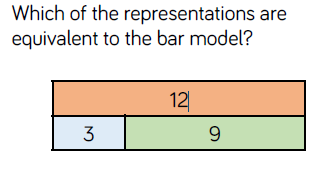 Which of the representations are
equivalent to the bar model?
12
3 9